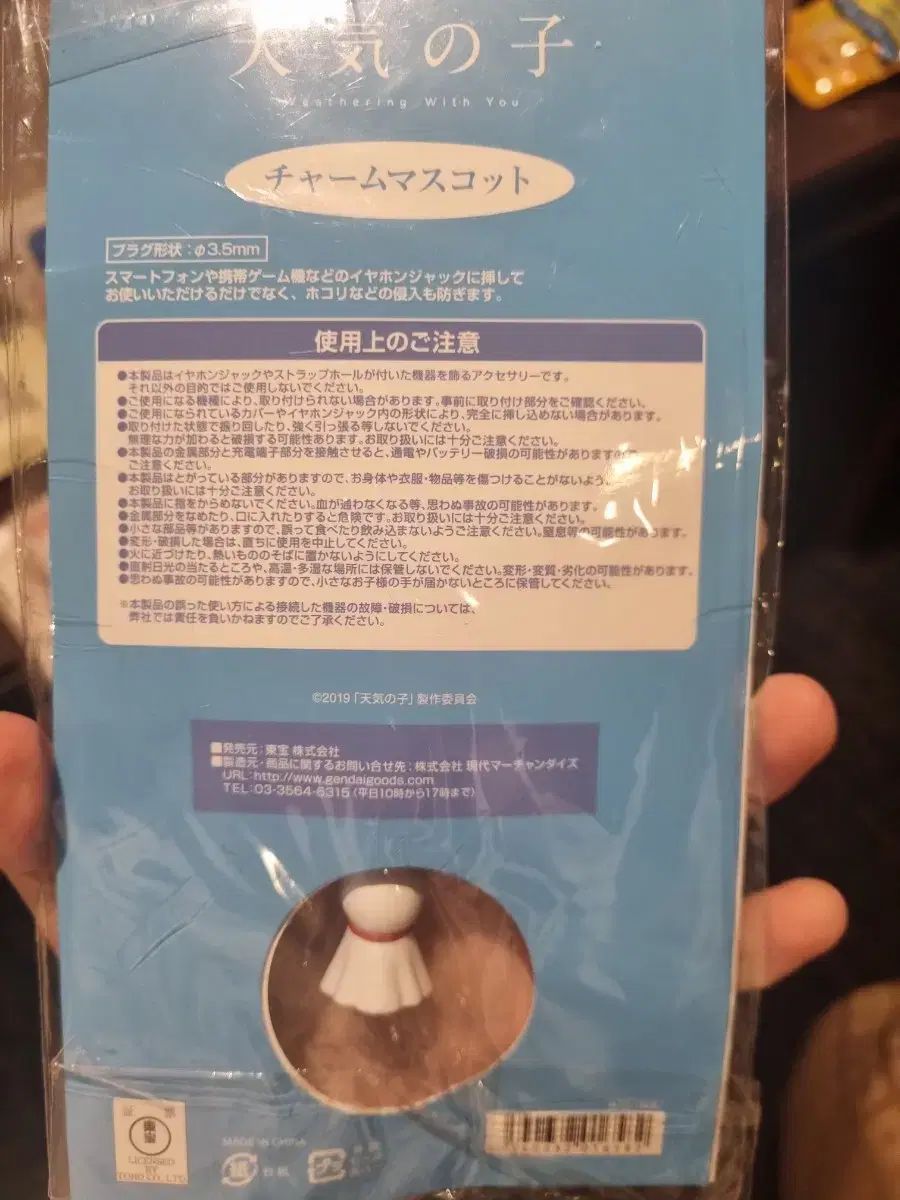 天気の子
Weathering With You
チャームマスコット
プラグ形状：φ3.5mm
スマートフォンや携帯ゲーム機などのイヤホンジャックに挿して
お使いいただけるだけでなく、ホコリなどの侵入も防ぎます。
使用上のご注意
●本製品はイヤホンジャックやストラップホールが付いた機器を飾るアクセサリーです。
それ以外の目的ではご使用しないでください。
●ご使用になる機種により、取り付けられない場合があります。事前に取り付け部分をご確認ください。
●ご使用になられているカバーやイヤホンジャック内の形状により、完全に挿し込めない場合があります。
●取り付けた状態で振り回したり、強く引っ張る等しないでください。
無理な力が加わると破損する可能性あります。お取り扱いには十分ご注意ください。
●本製品の金属部分と充電端子部分を接触させると、通電やバッテリー破損の可能性がありますので
ご注意ください。
●本製品はとがっている部分がありますので、お身体や衣服・物品等を傷つけることがないよう
お取り扱いには十分ご注意ください。
●本製品に指をからめないでください。血が通わなくなる等、思わぬ事故の可能性があります。
●金属部分をなめたり、口に入れたりすると危険です。お取り扱いには十分ご注意ください。
●小さな部品等がありますので、誤って食べたり飲み込まないようご注意ください。窒息等の可能性があります。
●変形・破損した場合は、直ちに使用を中止してください。
●火に近づけたり、熱いもののそばに置かないようにしてください。
●直射日光の当たるところや、高温・多湿な場所には保管しないでください。変形・変質・劣化の可能性があります。
●思わぬ事故の可能性がありますので、小さなお子様の手が届かないところに保管してください。
※本製品の誤った使い方による接続した機器の故障・破損については、
弊社では責任を負いかねますのでご了承ください。
©2019「天気の子」製作委員会
■発売元：東宝 株式会社
■製造元・商品に関するお問い合せ先：株式会社 現代マーチャンダイズ
URL：http://www.gendaigoods.com
TEL：03-3564-6315（平日10時から17時まで）
証 票
東宝
LICENSED
BY
TOHO CO., LTD
MADE IN CHINA
紙 台紙
プラ